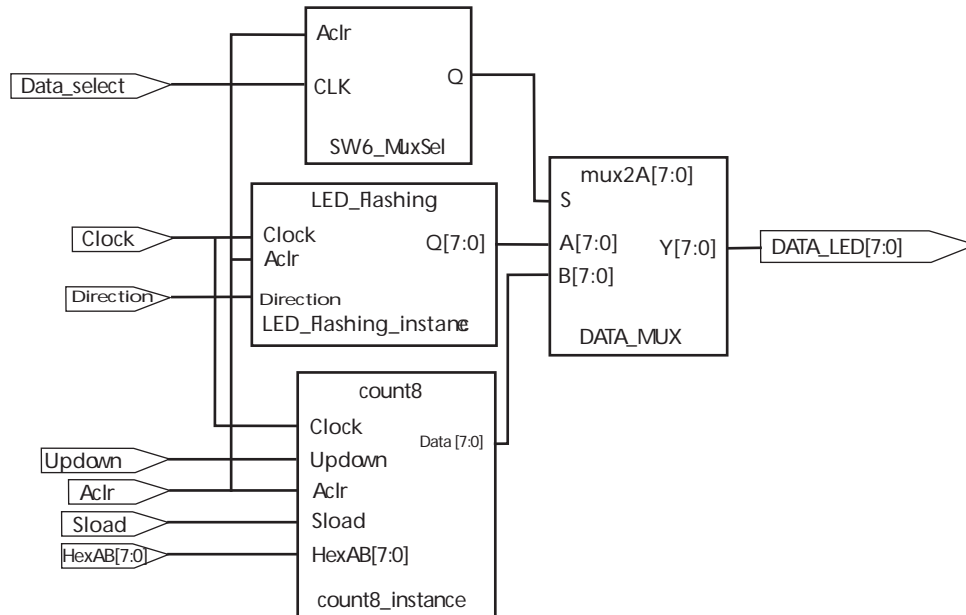 Aclr
Data_select
CLK
Q
SW6_MuxSel
mux2A[7:0]
LED_Flashing
S
Clock
Clock
Q[7:0]
A[7:0]
Y[7:0]
DATA_LED[7:0]
Aclr
B[7:0]
Direction
Direction
LED_Flashing_instance
DATA_MUX
count8
Clock
Data [7:0]
Updown
Updown
Aclr
Aclr
Sload
Sload
HexAB[7:0]
HexAB[7:0]
count8_instance